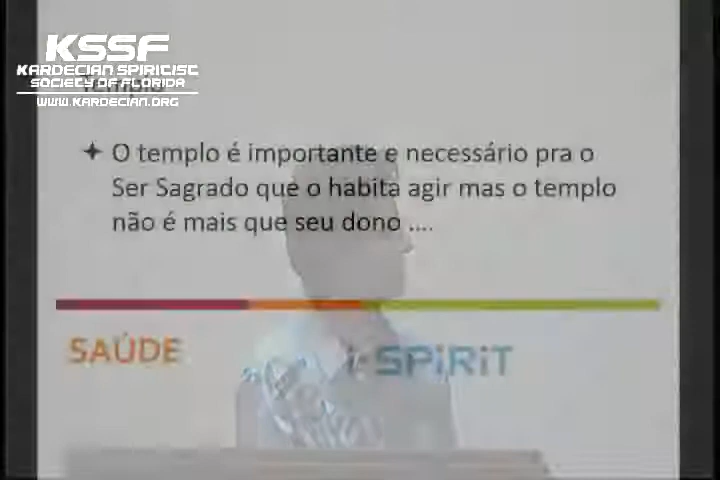 KSSF
KARDECIAN SPIRITIST
SOCIETY OF FLORIDA
www.KARDECIAN.ORG
Templo
✦ O templo é importante e necessário pra o
Ser Sagrado que o habita agir mas o templo
não é mais que seu dono ....
SAÚDE
i-SPiRiT